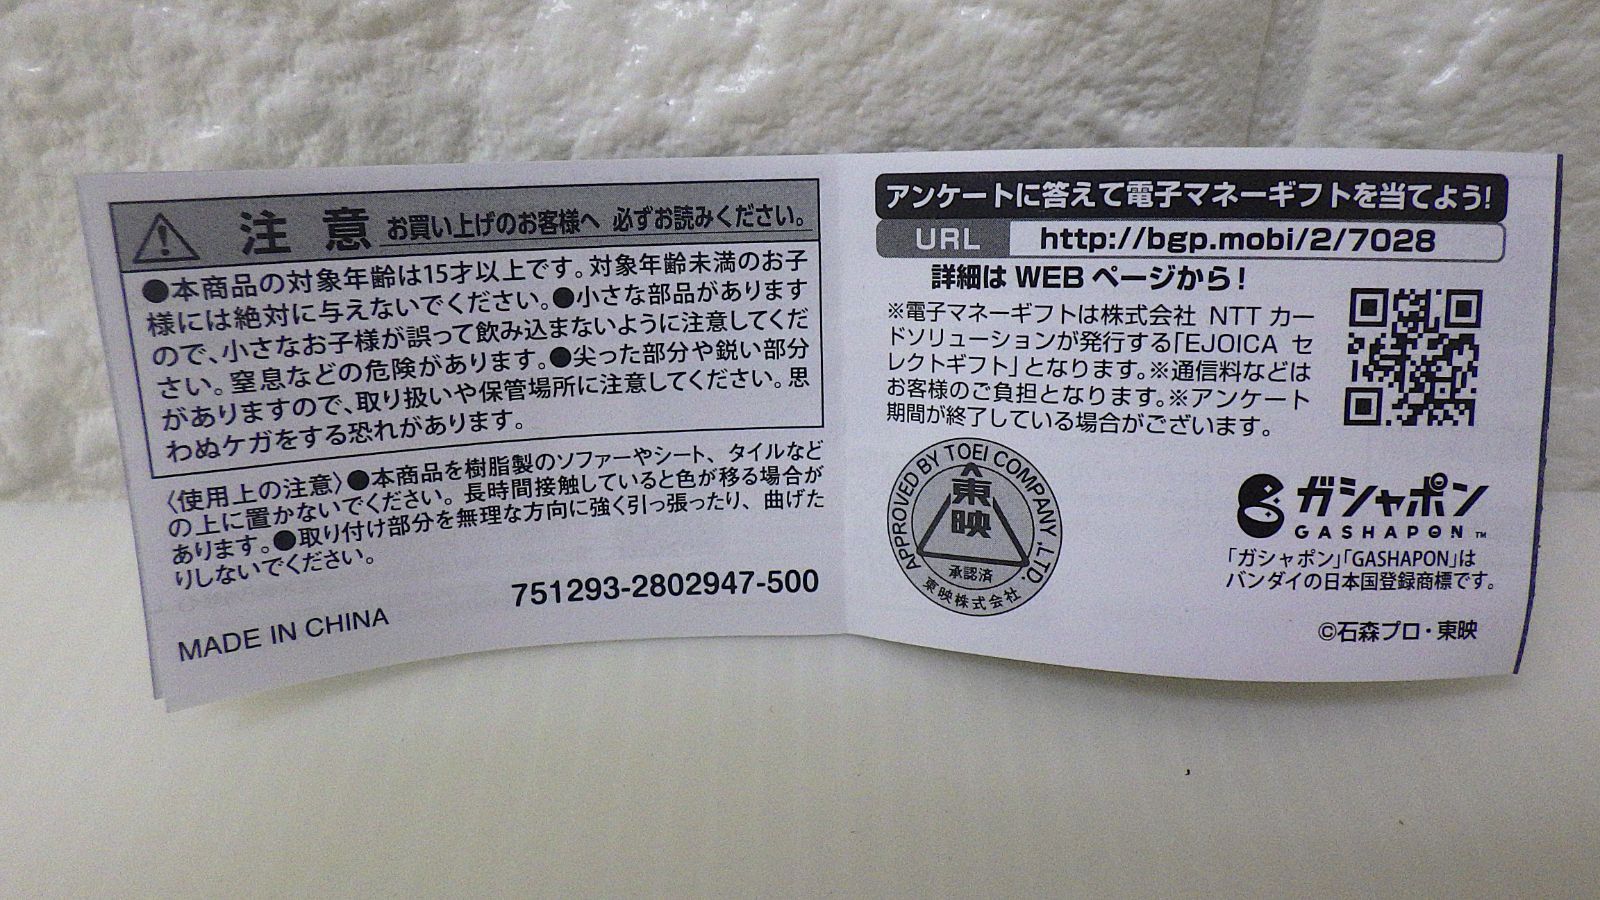 注意 お買い上げのお客様へ 必ずお読みください。
●本商品の対象年齢は15才以上です。対象年齢未満のお子
様には絶対に与えないでください。●小さな部品があります
ので、小さなお子様が誤って飲み込まないように注意してくだ
さい。窒息などの危険があります。●尖った部分や鋭い部分
がありますので、取り扱いや保管場所に注意してください。思
わぬケガをする恐れがあります。
〈使用上の注意〉●本商品を樹脂製のソファーやシート、タイルなど
の上に置かないでください。長時間接触していると色が移る場合が
あります。●取り付け部分を無理な方向に強く引っ張ったり、曲げた
りしないでください。
751293-2802947-500
MADE IN CHINA
アンケートに答えて電子マネーギフトを当てよう!
URL http://bgp.mobi/2/7028
詳細は WEB ページから!
※電子マネーギフトは株式会社 NTT カー
ドソリューションが発行する「EJOICA セ
レクトギフト」となります。※通信料などは
お客様のご負担となります。※アンケート
期間が終了している場合がございます。
APPROVED BY TOEI COMPANY, LTD.
東映
承認済
東映株式会社
ガシャポン
GASHAPON™
「ガシャポン」「GASHAPON」は
バンダイの日本国登録商標です。
©石森プロ・東映